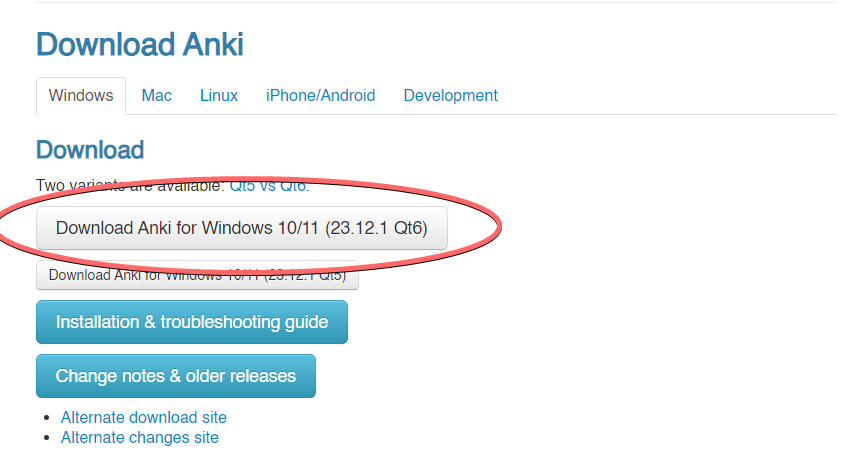 Download Anki
Windows Mac Linux iPhone/Android Development
Download
Two variants are available: Qt5 vs Qt6.
Download Anki for Windows 10/11 (23.12.1 Qt6)
Download Anki for Windows 10/11 (23.12.1 Qt5)
Installation & troubleshooting guide
Change notes & older releases
Alternate download site
Alternate changes site